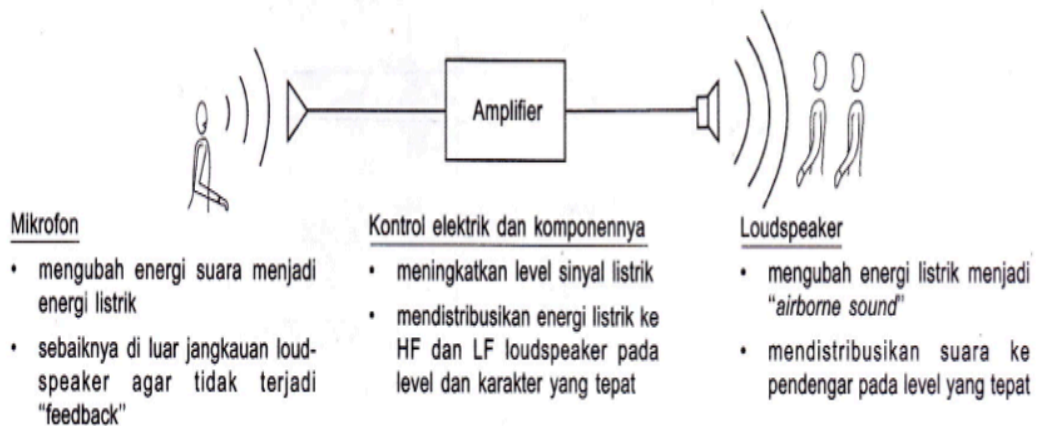 Amplifier
Mikrofon
• mengubah energi suara menjadi
energi listrik
• sebaiknya di luar jangkauan loud-
speaker agar tidak terjadi
“feedback”
Kontrol elektrik dan komponennya
• meningkatkan level sinyal listrik
• mendistribusikan energi listrik ke
HF dan LF loudspeaker pada
level dan karakter yang tepat
Loudspeaker
• mengubah energi listrik menjadi
“airborne sound”
• mendistribusikan suara ke
pendengar pada level yang tepat